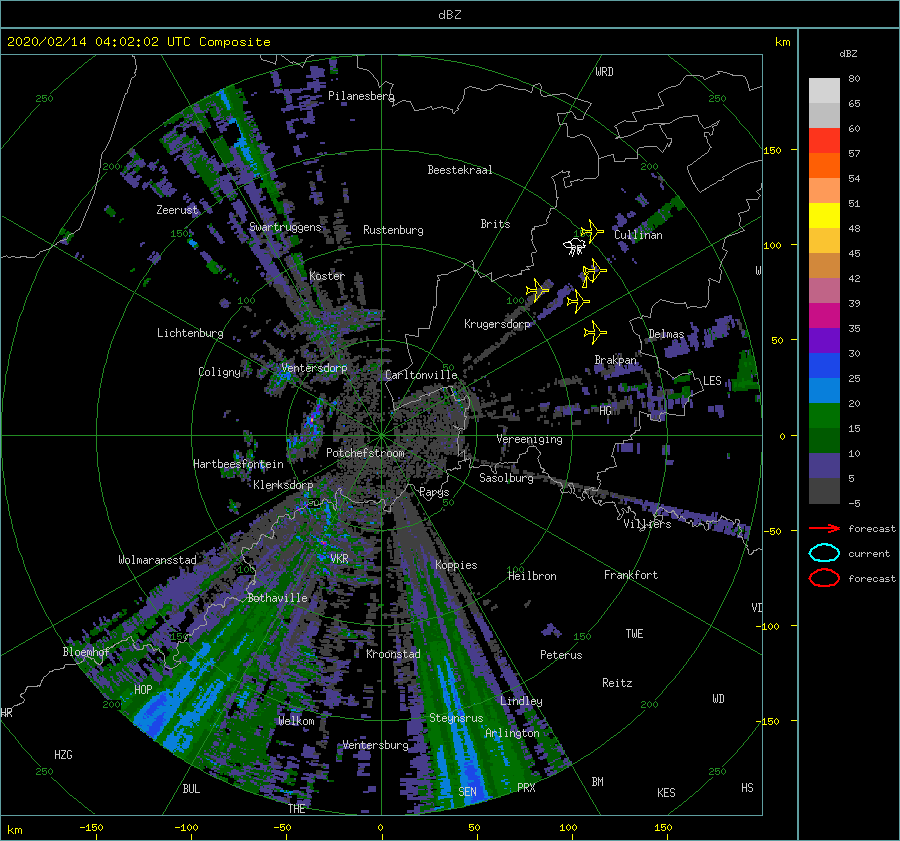 dBZ
2020/02/14 04:02:02 UTC Composite
km
dBZ
WRD
250
Pilanesberg
250
80
65
60
57
54
51
48
45
42
39
35
30
25
20
15
10
5
-5
forecast
current
forecast
150
100
50
0
-50
-100
-150
200
Beestekraal
200
Zeerust
150
Swartruggens
Rustenburg
Brits
Cullinan
W
Koster
100
100
Lichtenburg
Krugersdorp
Delmas
Coligny
Ventersdorp
Carltonville
50
Brakpan
LES
HG
Vereeniging
Potchefstroom
Hartbeesfontein
Klerksdorp
50
Parys
50
Sasolburg
Villiers
Wolmaransstad
VKR
100
Koppies
100
Heilbron
Frankfort
Bothaville
VD
150
150
TWE
Bloemhof
Kroonstad
Peterus
HOP
Reitz
200
Lindley
200
WD
HR
Welkom
Steynsrus
Arlington
Ventersburg
HZG
250
250
BUL
SEN
PRX
BM
KES
HS
THE
km
-150
-100
-50
0
50
100
150